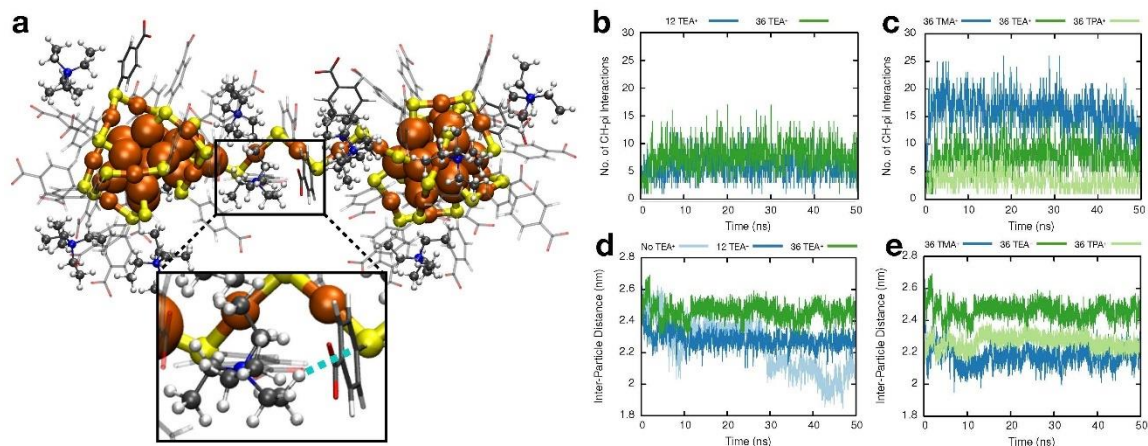 a
b
12 TEA+ 36 TEA+
No. of CH-pi Interactions
30
25
20
15
10
5
0
0 10 20 30 40 50
Time (ns)
c
36 TMA+ 36 TEA+ 36 TPA+
No. of CH-pi Interactions
30
25
20
15
10
5
0
0 10 20 30 40 50
Time (ns)
d
No TEA+ 12 TEA+ 36 TEA+
Inter-Particle Distance (nm)
2.8
2.6
2.4
2.2
2
1.8
0 10 20 30 40 50
Time (ns)
e
36 TMA+ 36 TEA+ 36 TPA+
Inter-Particle Distance (nm)
2.8
2.6
2.4
2.2
2
1.8
0 10 20 30 40 50
Time (ns)